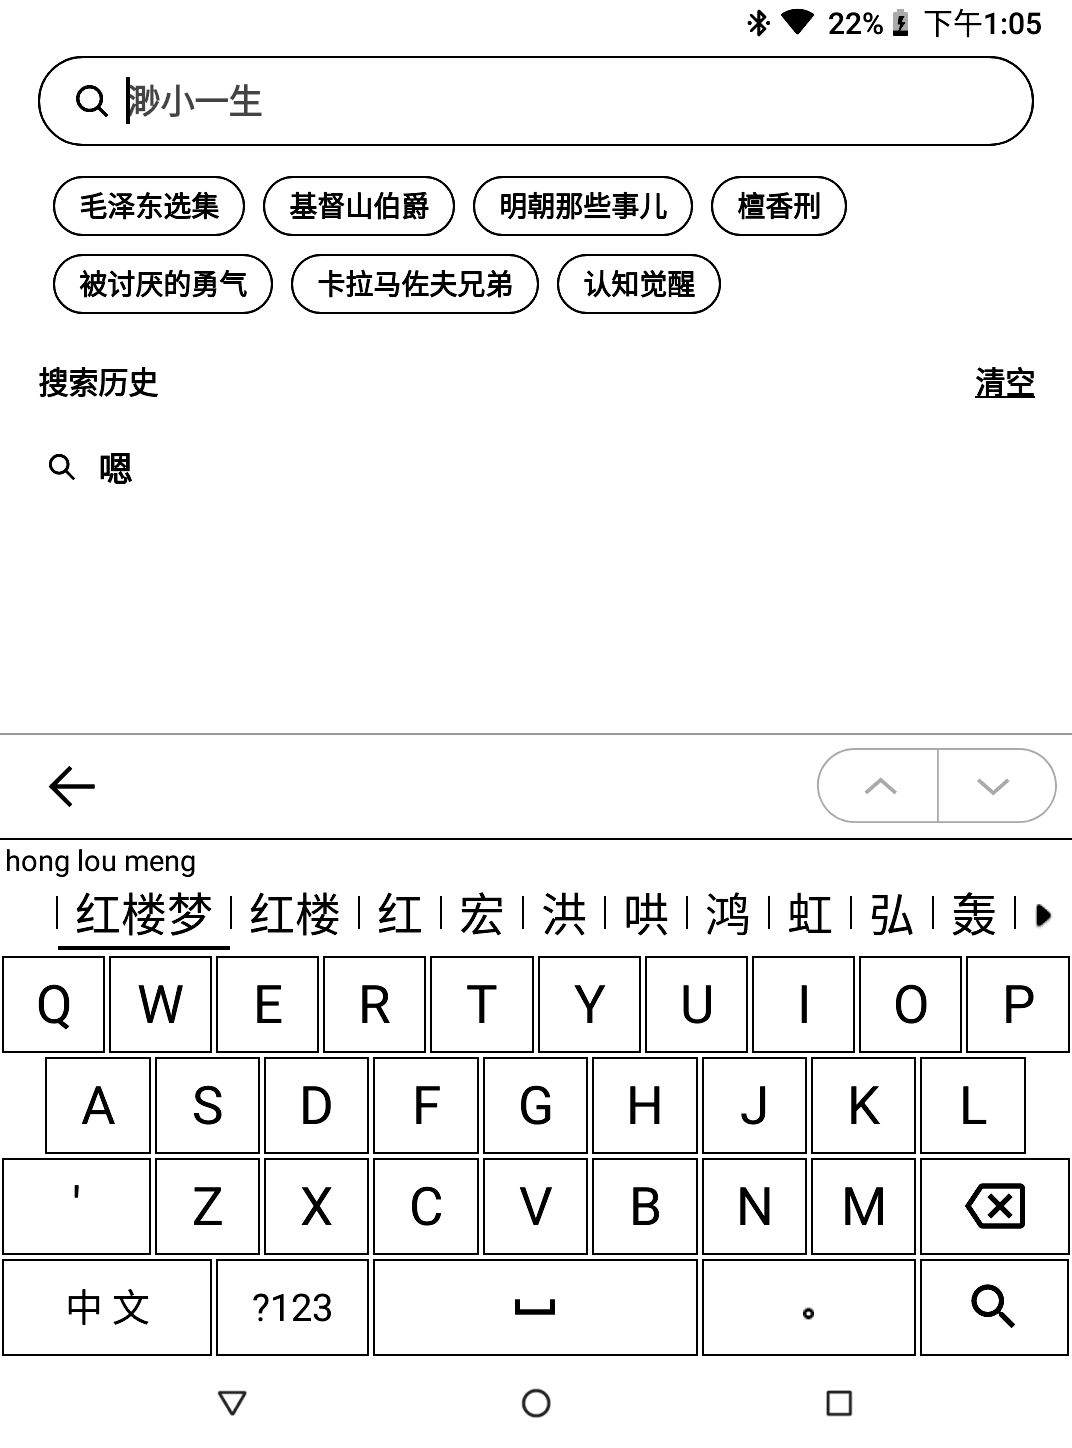 22% 下午1:05
渺小一生
毛泽东选集 基督山伯爵 明朝那些事儿 檀香刑
被讨厌的勇气 卡拉马佐夫兄弟 认知觉醒
搜索历史 清空
嗯
hong lou meng
红楼梦 红楼 红 宏 洪 哄 鸿 虹 弘 轰
Q W E R T Y U I O P
A S D F G H J K L
' Z X C V B N M
中文 ?123 。